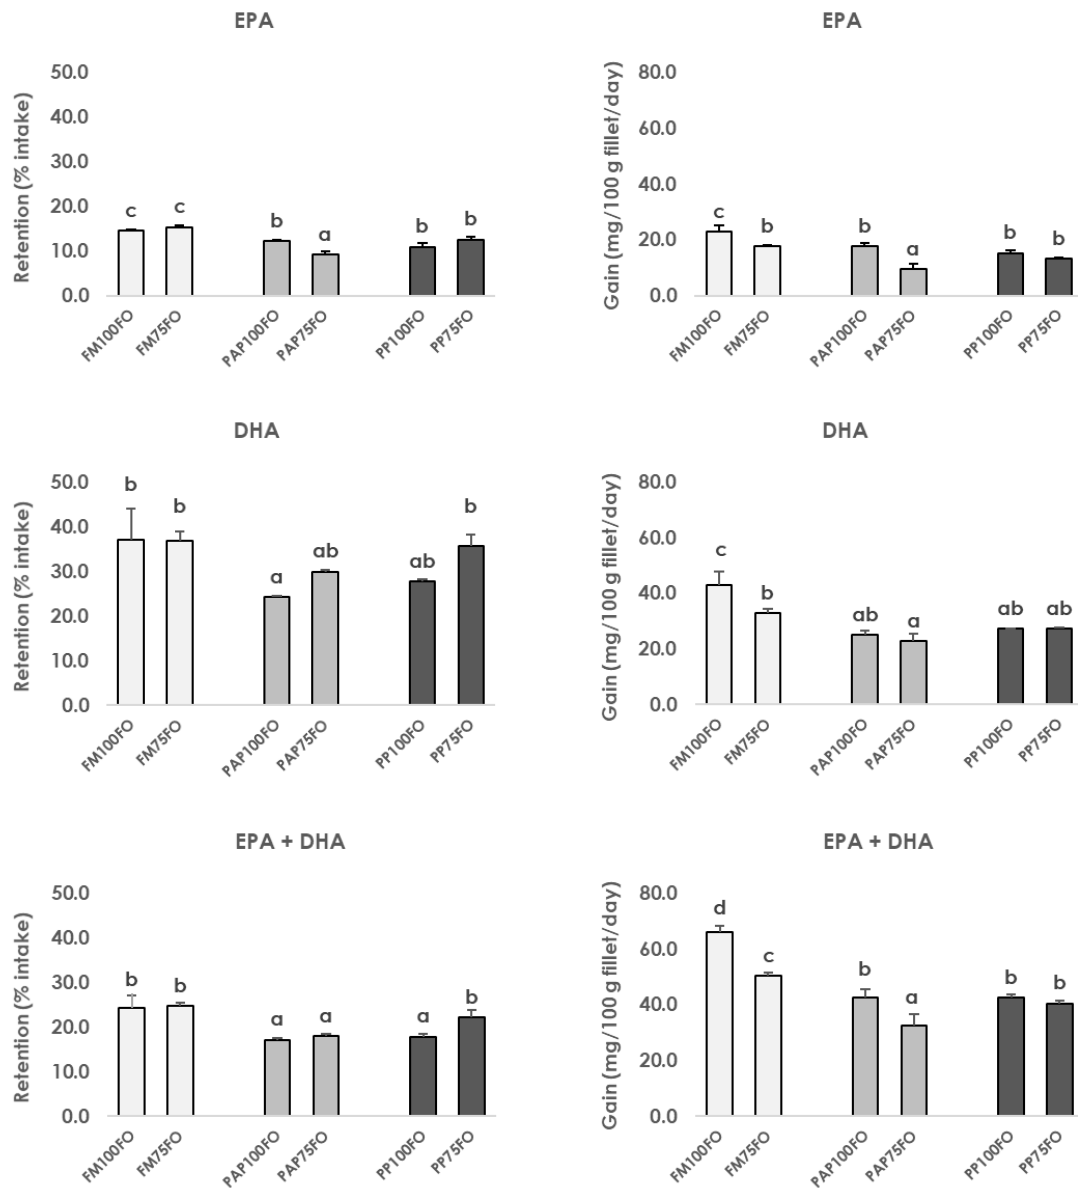 EPA
Retention (% intake)
50.0
40.0
30.0
20.0
10.0
0.0
c
c
b
a
b
b
FM100FO
FM75FO
PAP100FO
PAP75FO
PP100FO
PP75FO
EPA
Gain (mg/100 g fillet/day)
80.0
60.0
40.0
20.0
0.0
c
b
b
a
b
b
FM100FO
FM75FO
PAP100FO
PAP75FO
PP100FO
PP75FO
DHA
Retention (% intake)
50.0
40.0
30.0
20.0
10.0
0.0
b
b
a
ab
ab
b
FM100FO
FM75FO
PAP100FO
PAP75FO
PP100FO
PP75FO
DHA
Gain (mg/100 g fillet/day)
80.0
60.0
40.0
20.0
0.0
c
b
ab
a
ab
ab
FM100FO
FM75FO
PAP100FO
PAP75FO
PP100FO
PP75FO
EPA + DHA
Retention (% intake)
50.0
40.0
30.0
20.0
10.0
0.0
b
b
a
a
a
b
FM100FO
FM75FO
PAP100FO
PAP75FO
PP100FO
PP75FO
EPA + DHA
Gain (mg/100 g fillet/day)
80.0
60.0
40.0
20.0
0.0
d
c
b
a
b
b
FM100FO
FM75FO
PAP100FO
PAP75FO
PP100FO
PP75FO